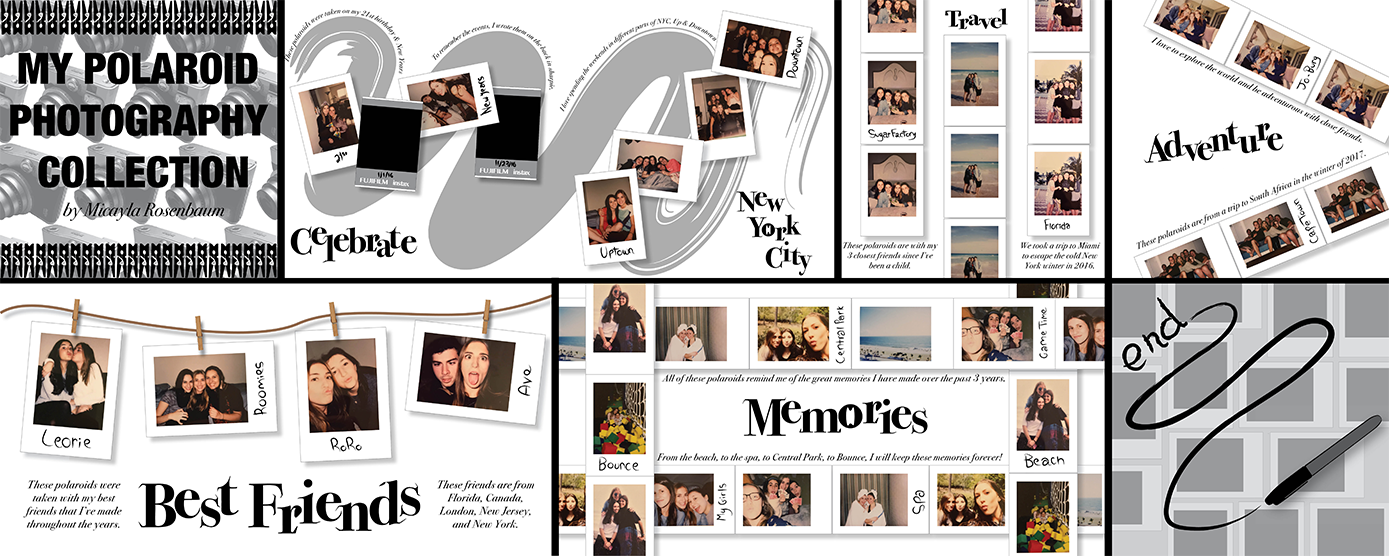 MY POLAROID
PHOTOGRAPHY
COLLECTION
by Micayla Rosenbaum
These polaroids were taken on my 21st birthday & New Years
To remember the events, I wrote them on the back in sharpie.
21st
1/1/16
FUJIFILM instax
New Years
11/23/16
FUJIFILM instax
Celebrate
I love spending the weekends in different parts of NYC, Up & Downtown
Downtown
Uptown
New
York
City
Travel
Sugar Factory
Florida
These polaroids are with my
3 closest friends since I've
been a child.
We took a trip to Miami
to escape the cold New
York winter in 2016.
I love to explore the world and be adventurous with close friends.
Jo-Burg
Adventure
These polaroids are from a trip to South Africa in the winter of 2017.
Cape Town
Leorie
Roomies
RoRo
Ava
These polaroids were
taken with my best
friends that I've made
throughout the years.
Best Friends
These friends are from
Florida, Canada,
London, New Jersey,
and New York.
Central Park
Game Time
All of these polaroids remind me of the great memories I have made over the past 3 years.
Memories
From the beach, to the spa, to Central Park, to Bounce, I will keep these memories forever!
Bounce
Beach
My Girls
Spa
end